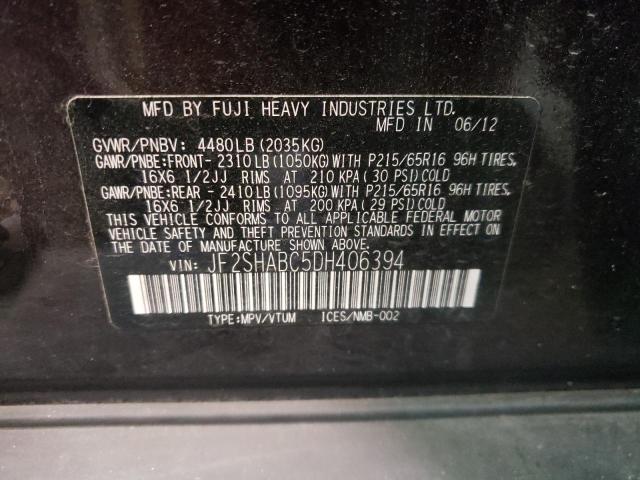 MFD BY FUJI HEAVY INDUSTRIES LTD.
MFD IN 06/12
GVWR/PNBV: 4480LB(2035KG)
GAWR/PNBE:FRONT-2310LB(1050KG)WITH P215/65R16 96H TIRES,
16X6 1/2JJ RIMS AT 210 KPA(30 PSI)COLD
GAWR/PNBE:REAR -2410LB(1095KG)WITH P215/65R16 96H TIRES,
16X6 1/2JJ RIMS AT 200 KPA(29 PSI)COLD
THIS VEHICLE CONFORMS TO ALL APPLICABLE FEDERAL MOTOR
VEHICLE SAFETY AND THEFT PREVENTION STANDARDS IN EFFECT ON
THE DATE OF MANUFACTURE SHOWN ABOVE.
VIN: JF2SHABC5DH406394
TYPE:MPV/VTUM ICES/NMB-002